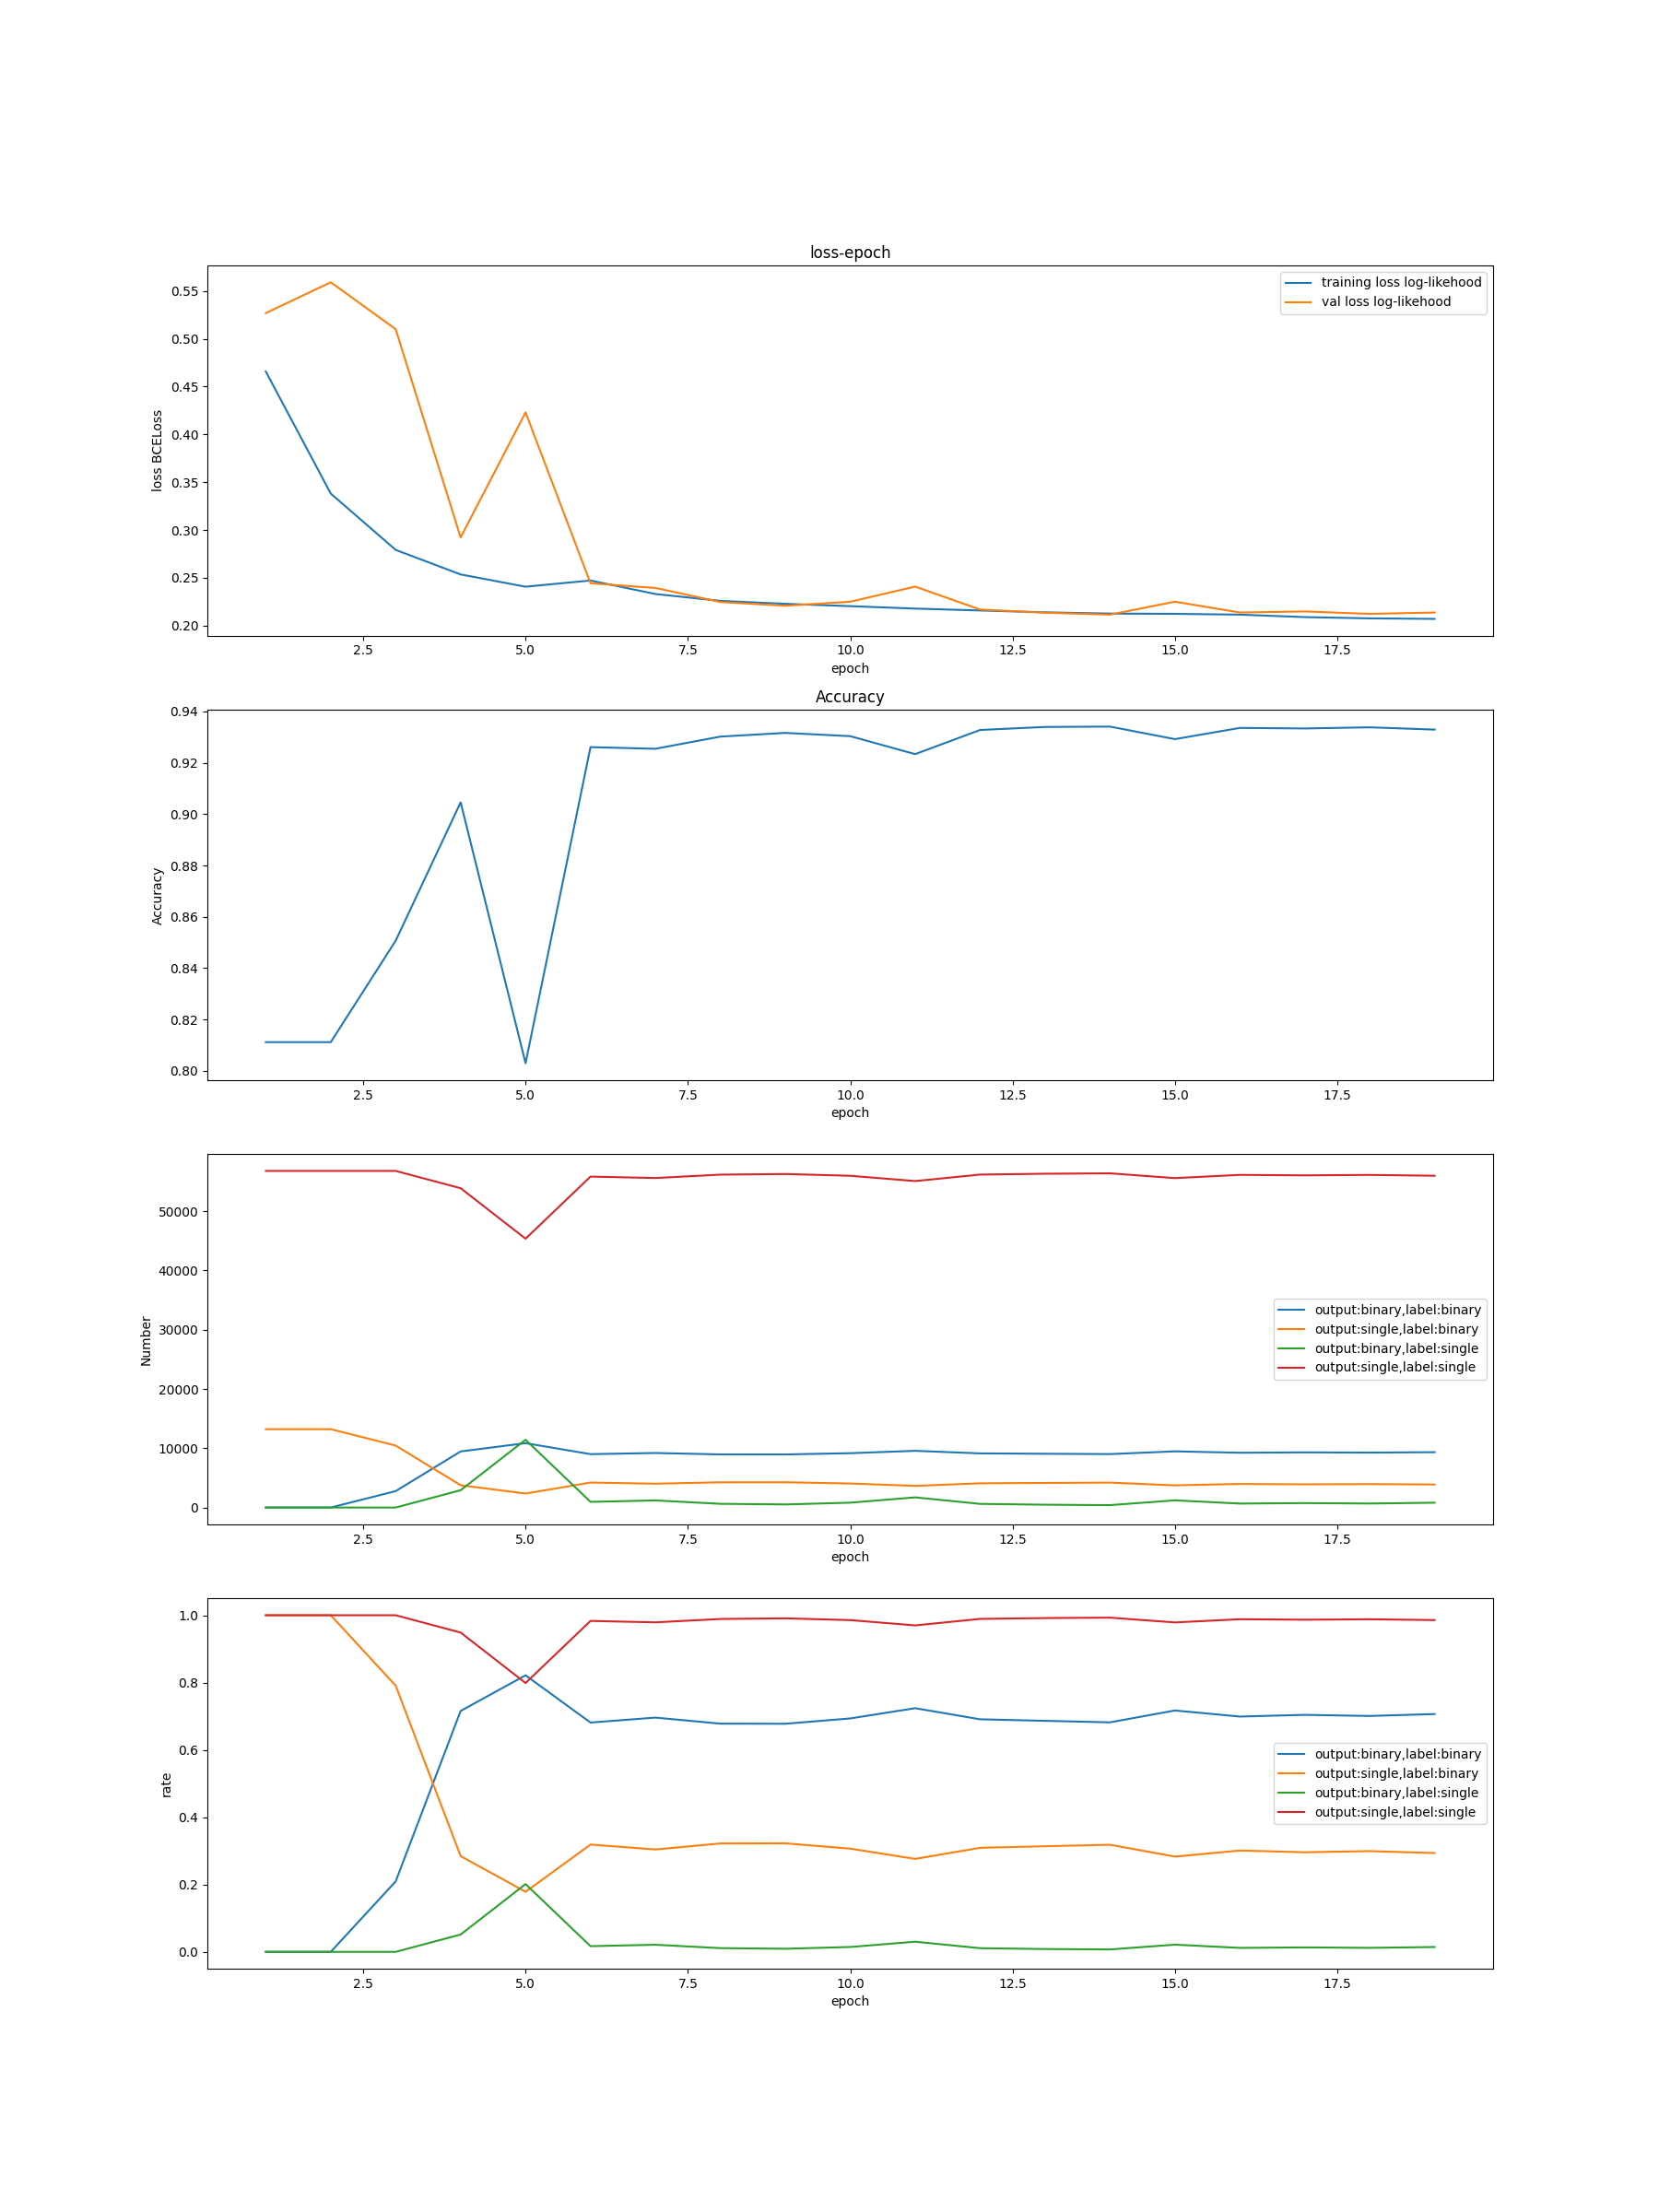 loss-epoch
0.55
0.50
0.45
0.40
0.35
0.30
0.25
0.20
loss BCELoss
training loss log-likehood
val loss log-likehood
2.5 5.0 7.5 10.0 12.5 15.0 17.5
epoch
Accuracy
0.94
0.92
0.90
0.88
0.86
0.84
0.82
0.80
Accuracy
2.5 5.0 7.5 10.0 12.5 15.0 17.5
epoch
50000
40000
30000
20000
10000
0
Number
output:binary,label:binary
output:single,label:binary
output:binary,label:single
output:single,label:single
2.5 5.0 7.5 10.0 12.5 15.0 17.5
epoch
1.0
0.8
0.6
0.4
0.2
0.0
rate
output:binary,label:binary
output:single,label:binary
output:binary,label:single
output:single,label:single
2.5 5.0 7.5 10.0 12.5 15.0 17.5
epoch